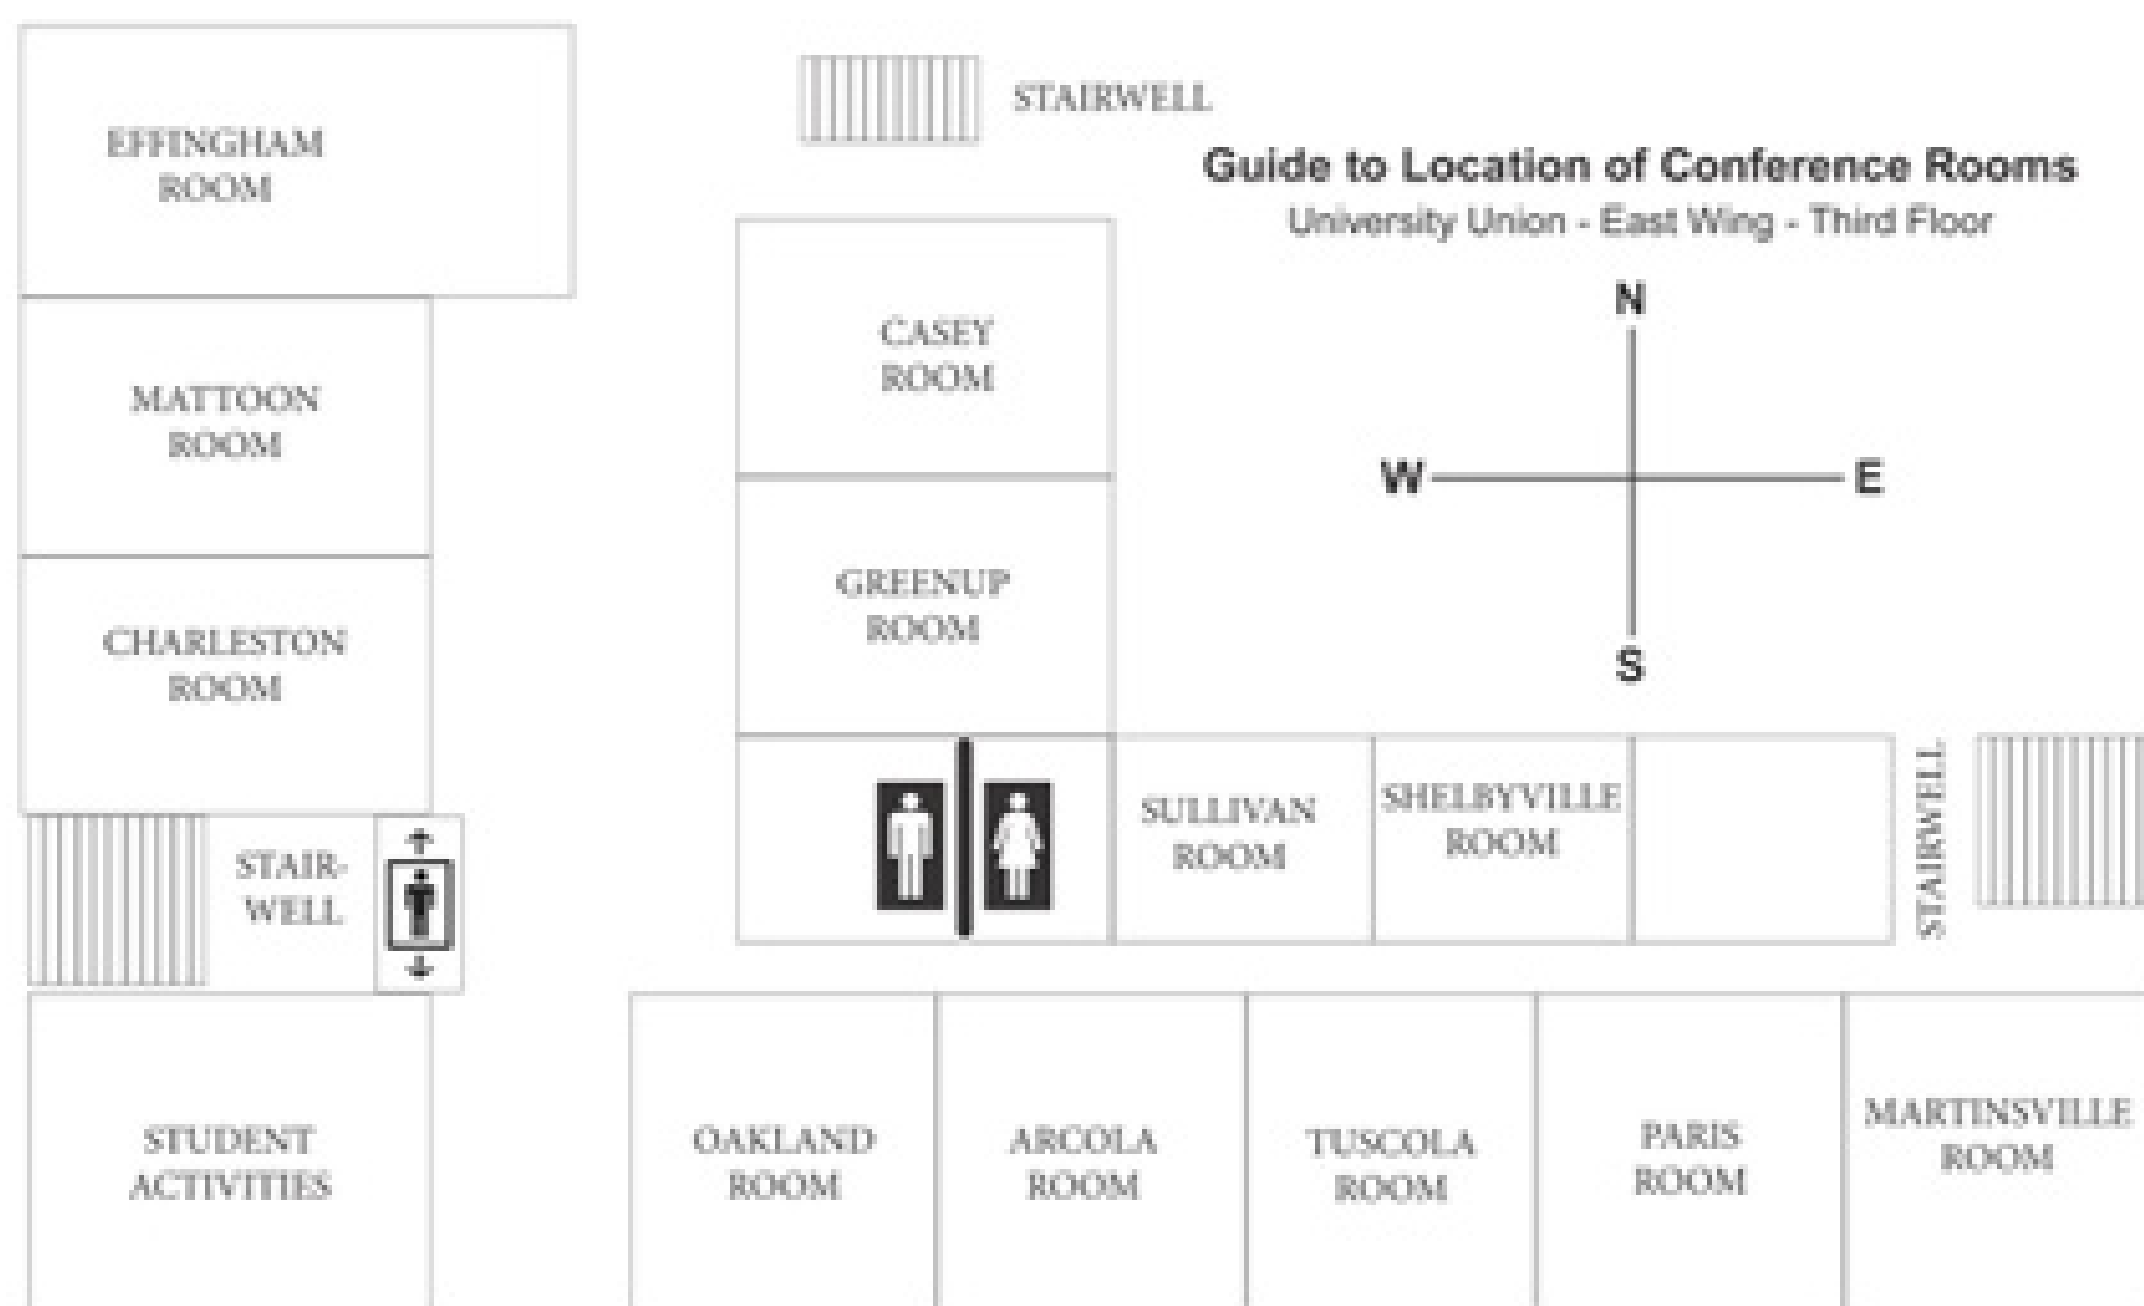 EFFINGHAM
ROOM
STAIRWELL
Guide to Location of Conference Rooms
University Union - East Wing - Third Floor
N
W
E
S
CASEY
ROOM
MATTOON
ROOM
GREENUP
ROOM
CHARLESTON
ROOM
STAIR-
WELL
SULLIVAN
ROOM
SHELBYVILLE
ROOM
STAIRWELL
STUDENT
ACTIVITIES
OAKLAND
ROOM
ARCOLA
ROOM
TUSCOLA
ROOM
PARIS
ROOM
MARTINSVILLE
ROOM